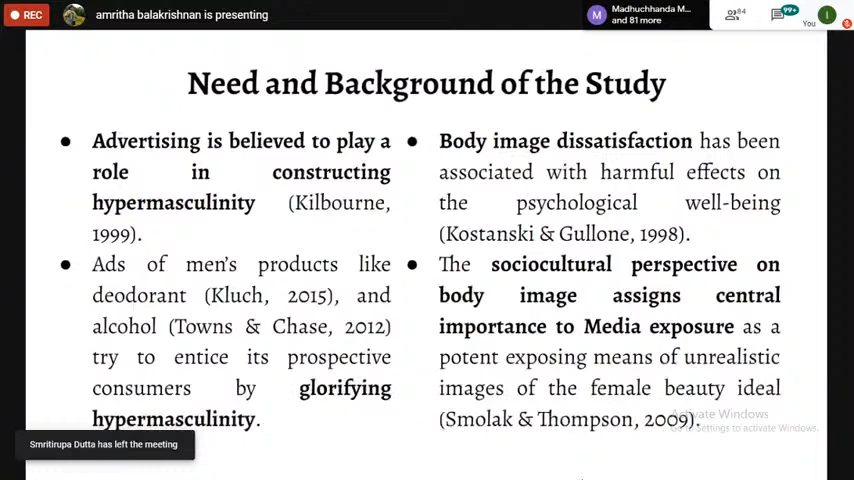 REC
amritha balakrishnan is presenting
Madhuchhanda M...
and 81 more
84
99+
You
I
M
Need and Background of the Study
Advertising is believed to play a
role in constructing
hypermasculinity (Kilbourne,
1999).
Ads of men's products like
deodorant (Kluch, 2015), and
alcohol (Towns & Chase, 2012)
try to entice its prospective
consumers by glorifying
hypermasculinity.
Body image dissatisfaction has been
associated with harmful effects on
the psychological well-being
(Kostanski & Gullone, 1998).
The sociocultural perspective on
body image assigns central
importance to Media exposure as a
potent exposing means of unrealistic
images of the female beauty ideal
(Smolak & Thompson, 2009).
Activate Windows
Go to Settings to activate Windows.
Smritirupa Dutta has left the meeting